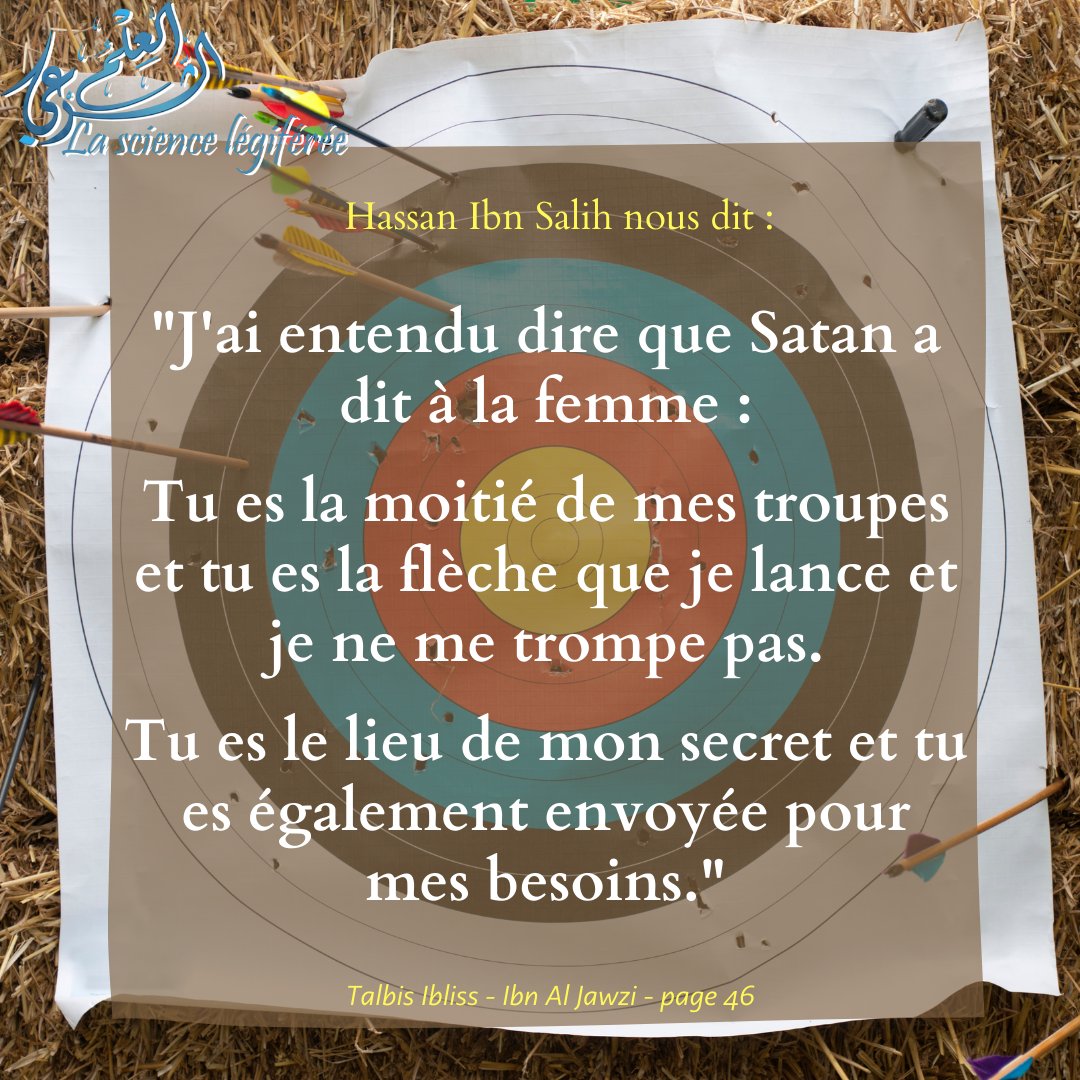 العلم الشرعي
La science légiférée
Hassan Ibn Salih nous dit :
"J'ai entendu dire que Satan a
dit à la femme :
Tu es la moitié de mes troupes
et tu es la flèche que je lance et
je ne me trompe pas.
Tu es le lieu de mon secret et tu
es également envoyée pour
mes besoins."
Talbis Ibliss - Ibn Al Jawzi - page 46